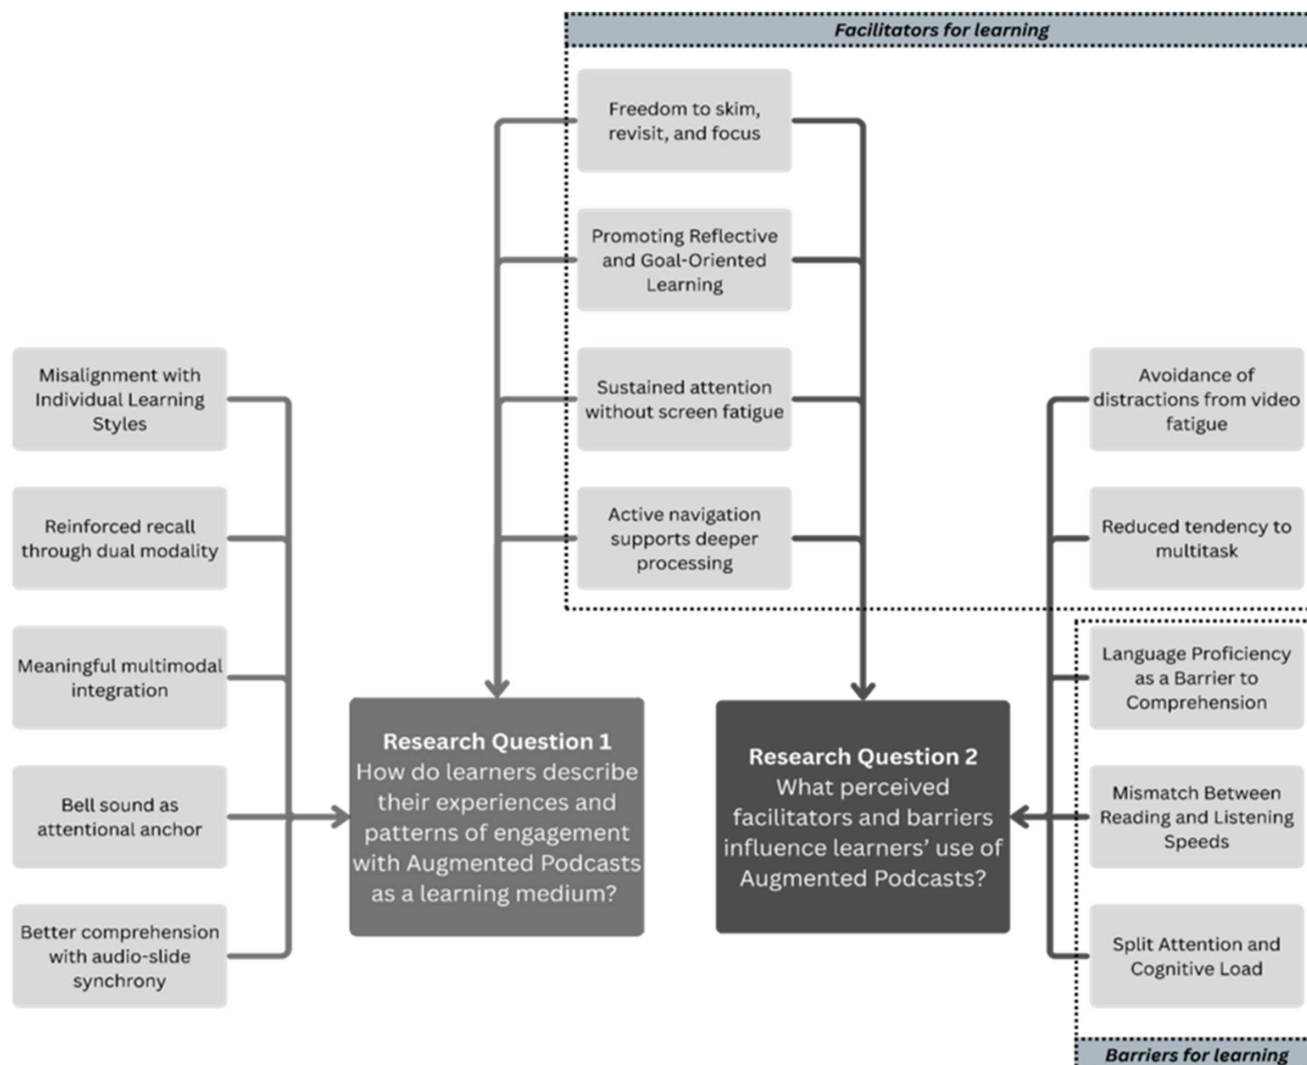 Facilitators for learning
Freedom to skim,
revisit, and focus
Promoting Reflective
and Goal-Oriented
Learning
Sustained attention
without screen fatigue
Active navigation
supports deeper
processing
Misalignment with
Individual Learning
Styles
Reinforced recall
through dual modality
Meaningful multimodal
integration
Bell sound as
attentional anchor
Better comprehension
with audio-slide
synchrony
Research Question 1
How do learners describe
their experiences and
patterns of engagement
with Augmented Podcasts
as a learning medium?
Research Question 2
What perceived
facilitators and barriers
influence learners’ use of
Augmented Podcasts?
Avoidance of
distractions from video
fatigue
Reduced tendency to
multitask
Language Proficiency
as a Barrier to
Comprehension
Mismatch Between
Reading and Listening
Speeds
Split Attention and
Cognitive Load
Barriers for learning